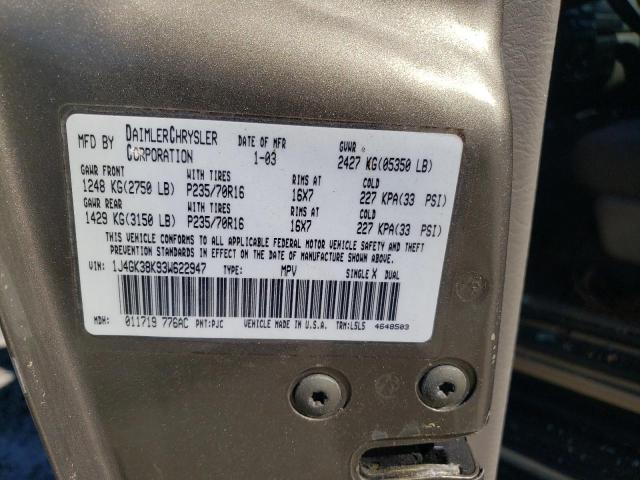 MFD BY DAIMLERCHRYSLER CORPORATION DATE OF MFR 1-03 GVWR 2427 KG(05350 LB)
GAWR FRONT WITH TIRES RIMS AT COLD
1248 KG(2750 LB) P235/70R16 16X7 227 KPA(33 PSI)
GAWR REAR WITH TIRES RIMS AT COLD
1429 KG(3150 LB) P235/70R16 16X7 227 KPA(33 PSI)
THIS VEHICLE CONFORMS TO ALL APPLICABLE FEDERAL MOTOR VEHICLE SAFETY AND THEFT
PREVENTION STANDARDS IN EFFECT ON THE DATE OF MANUFACTURE SHOWN ABOVE.
VIN: 1J4GK38K93W622947 TYPE: MPV SINGLE X DUAL
MDH: 011719 776AC PNT:PJC VEHICLE MADE IN U.S.A. TRM:L5L5 4648503